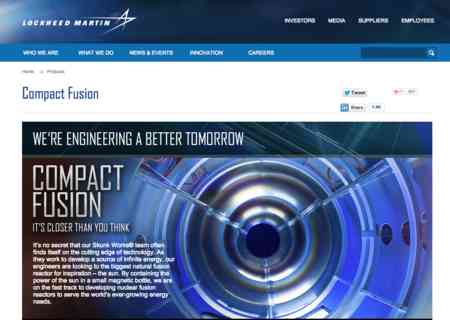 LOCKHEED MARTIN
INVESTORS MEDIA SUPPLIERS EMPLOYEES
WHO WE ARE WHAT WE DO NEWS & EVENTS INNOVATION CAREERS
Home Products
Compact Fusion
Tweet
Share
WE'RE ENGINEERING A BETTER TOMORROW
COMPACT
FUSION
IT'S CLOSER THAN YOU THINK
It's no secret that our Skunk Works® team often
finds itself on the cutting edge of technology. As
they work to develop a source of infinite energy, our
engineers are looking to the biggest natural fusion
reactor for inspiration – the sun. By containing the
power of the sun in a small magnetic bottle, we are
on the fast track to developing nuclear fusion
reactors to serve the world's ever-growing energy
needs.